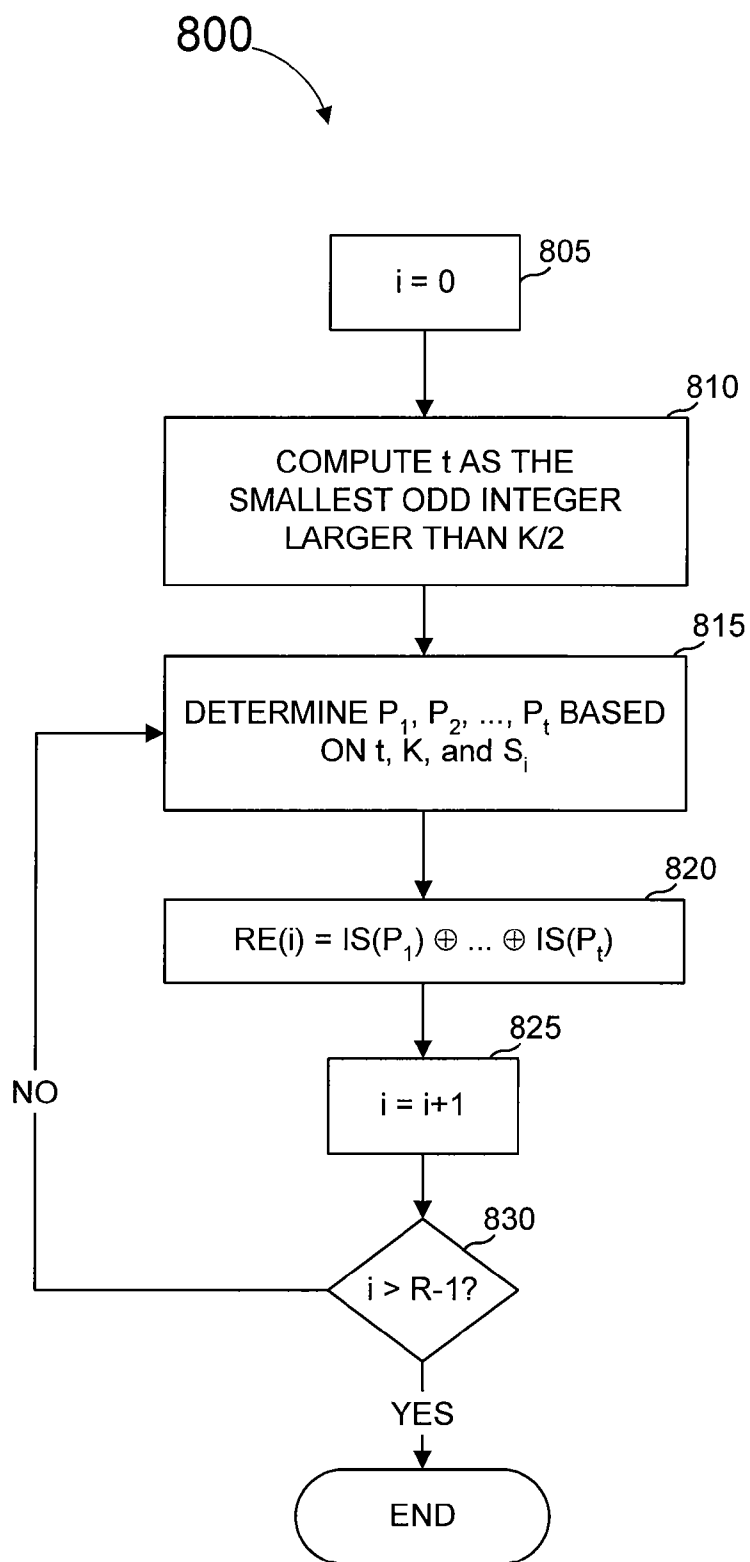 800
i = 0
805
810
COMPUTE t AS THE
SMALLEST ODD INTEGER
LARGER THAN K/2
815
DETERMINE P₁, P₂, ..., Pₜ BASED
ON t, K, and Sᵢ
820
RE(i) = IS(P₁) ⊕ ... ⊕ IS(Pₜ)
825
i = i+1
NO
830
i > R-1?
YES
END